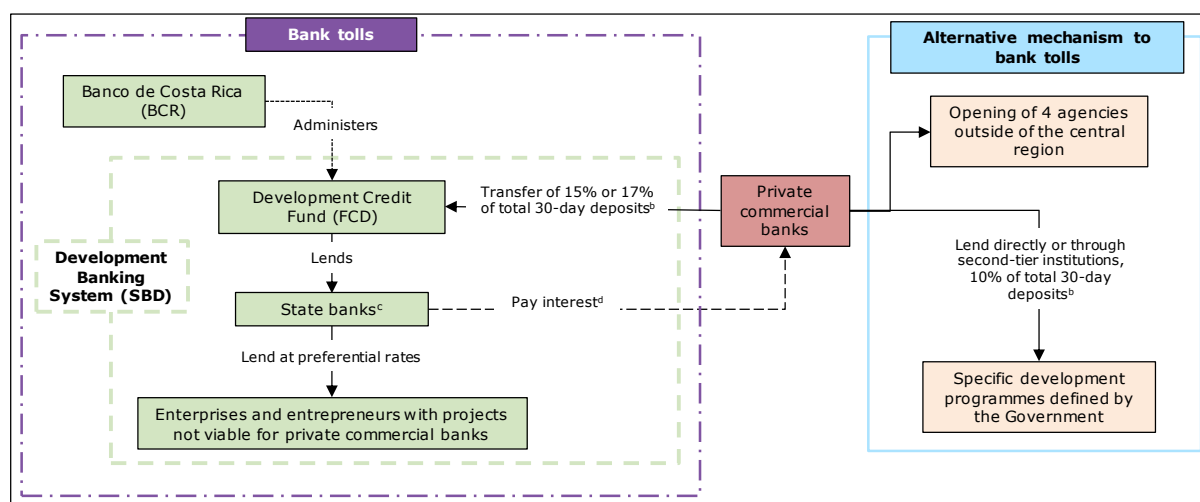 Bank tolls
Banco de Costa Rica
(BCR)
Administers
Development Credit
Fund (FCD)
Transfer of 15% or 17%
of total 30-day depositsᵇ
Lends
Development
Banking
System (SBD)
State banksᶜ
Pay interestᵈ
Lend at preferential rates
Enterprises and entrepreneurs with projects
not viable for private commercial banks
Private
commercial
banks
Alternative mechanism to
bank tolls
Opening of 4 agencies
outside of the central
region
Lend directly or through
second-tier institutions,
10% of total 30-day
depositsᵇ
Specific development
programmes defined by
the Government